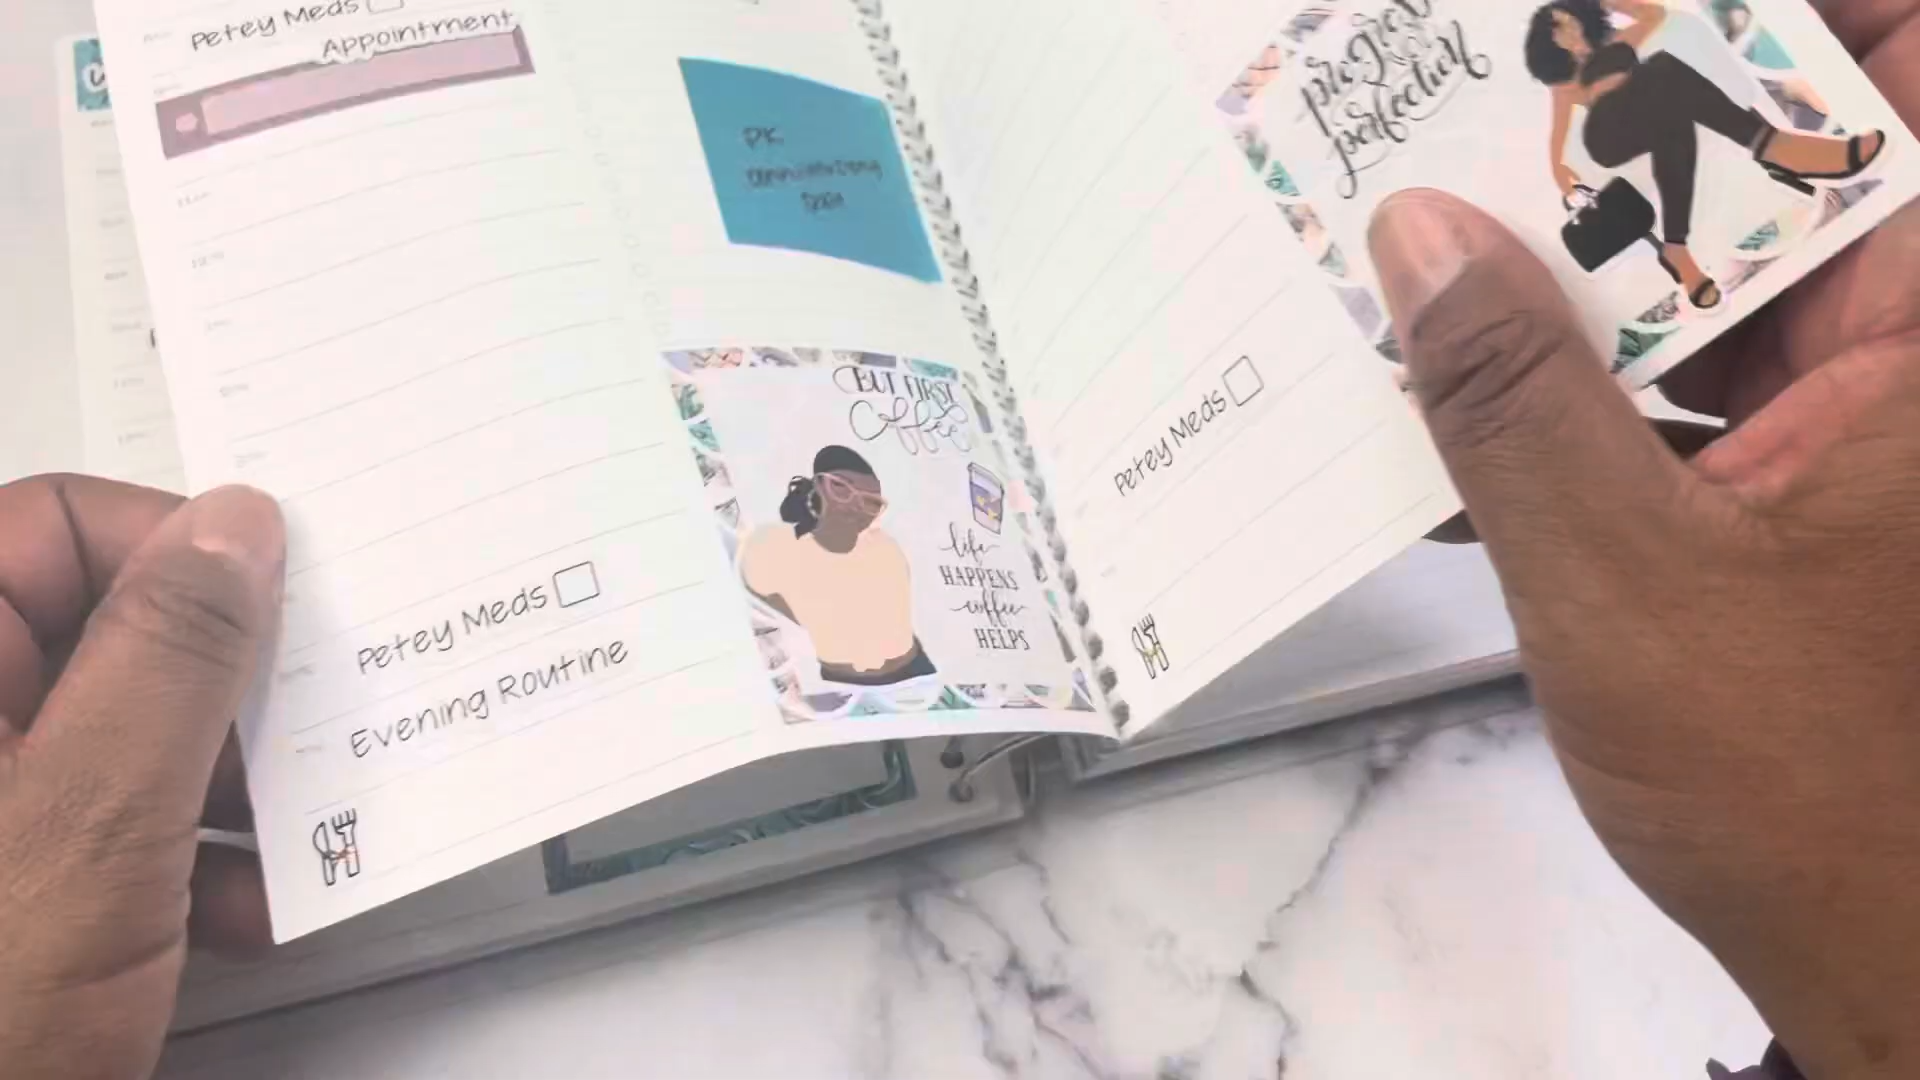 Petey Meds
Appointment
PK
anniversary
BUT FIRST
Coffee
life
HAPPENS
coffee
HELPS
Petey Meds
Evening Routine
progress
not
perfection
Petey Meds